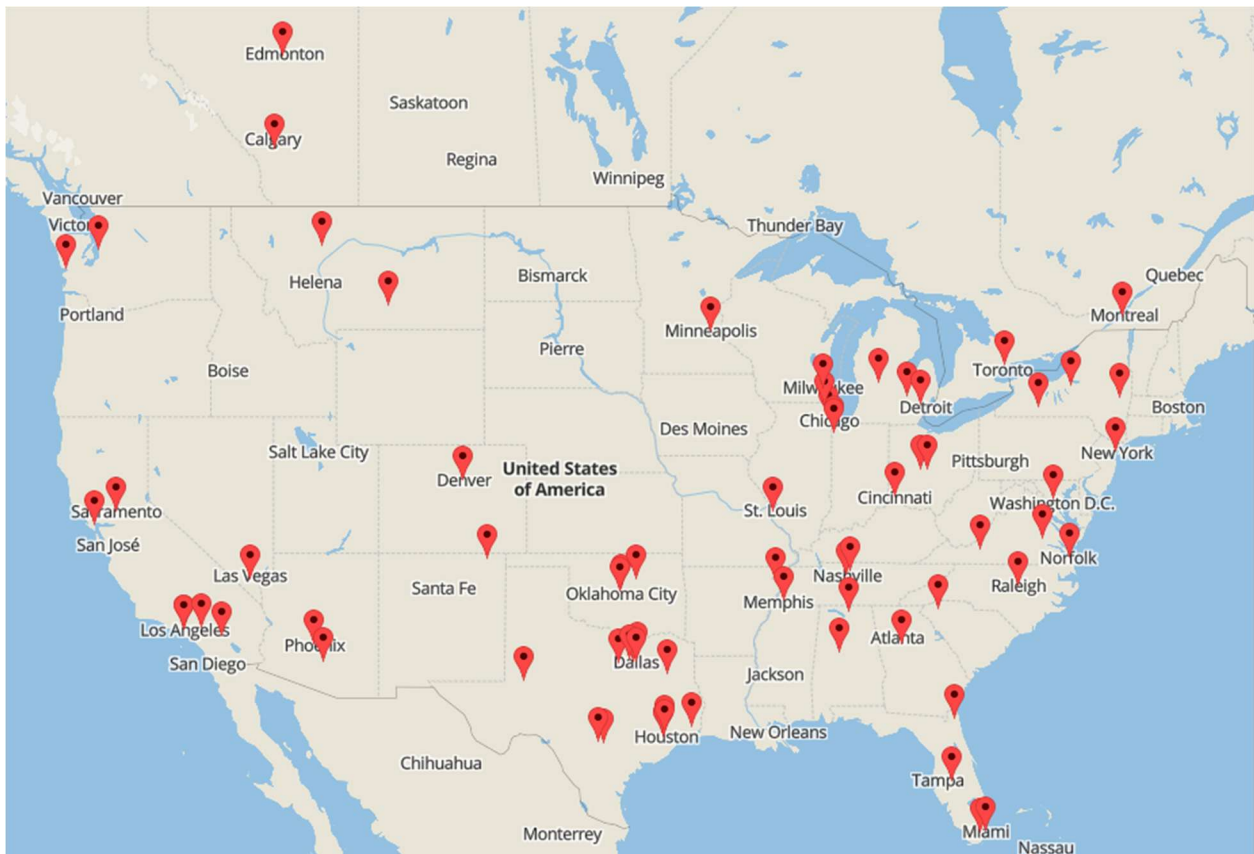 Edmonton
Saskatoon
Calgary
Regina
Winnipeg
Vancouver
Victor
Thunder Bay
Quebec
Helena
Bismarck
Portland
Minneapolis
Montreal
Pierre
Boise
Toronto
Milwaukee
Detroit
Boston
Chicago
Des Moines
Salt Lake City
New York
Pittsburgh
United States
of America
Denver
Cincinnati
Washington D.C.
Sacramento
St. Louis
San José
Norfolk
Las Vegas
Nashville
Raleigh
Santa Fe
Oklahoma City
Memphis
Los Angeles
Atlanta
Phoenix
San Diego
Dallas
Jackson
Houston
New Orleans
Chihuahua
Tampa
Monterrey
Miami
Nassau